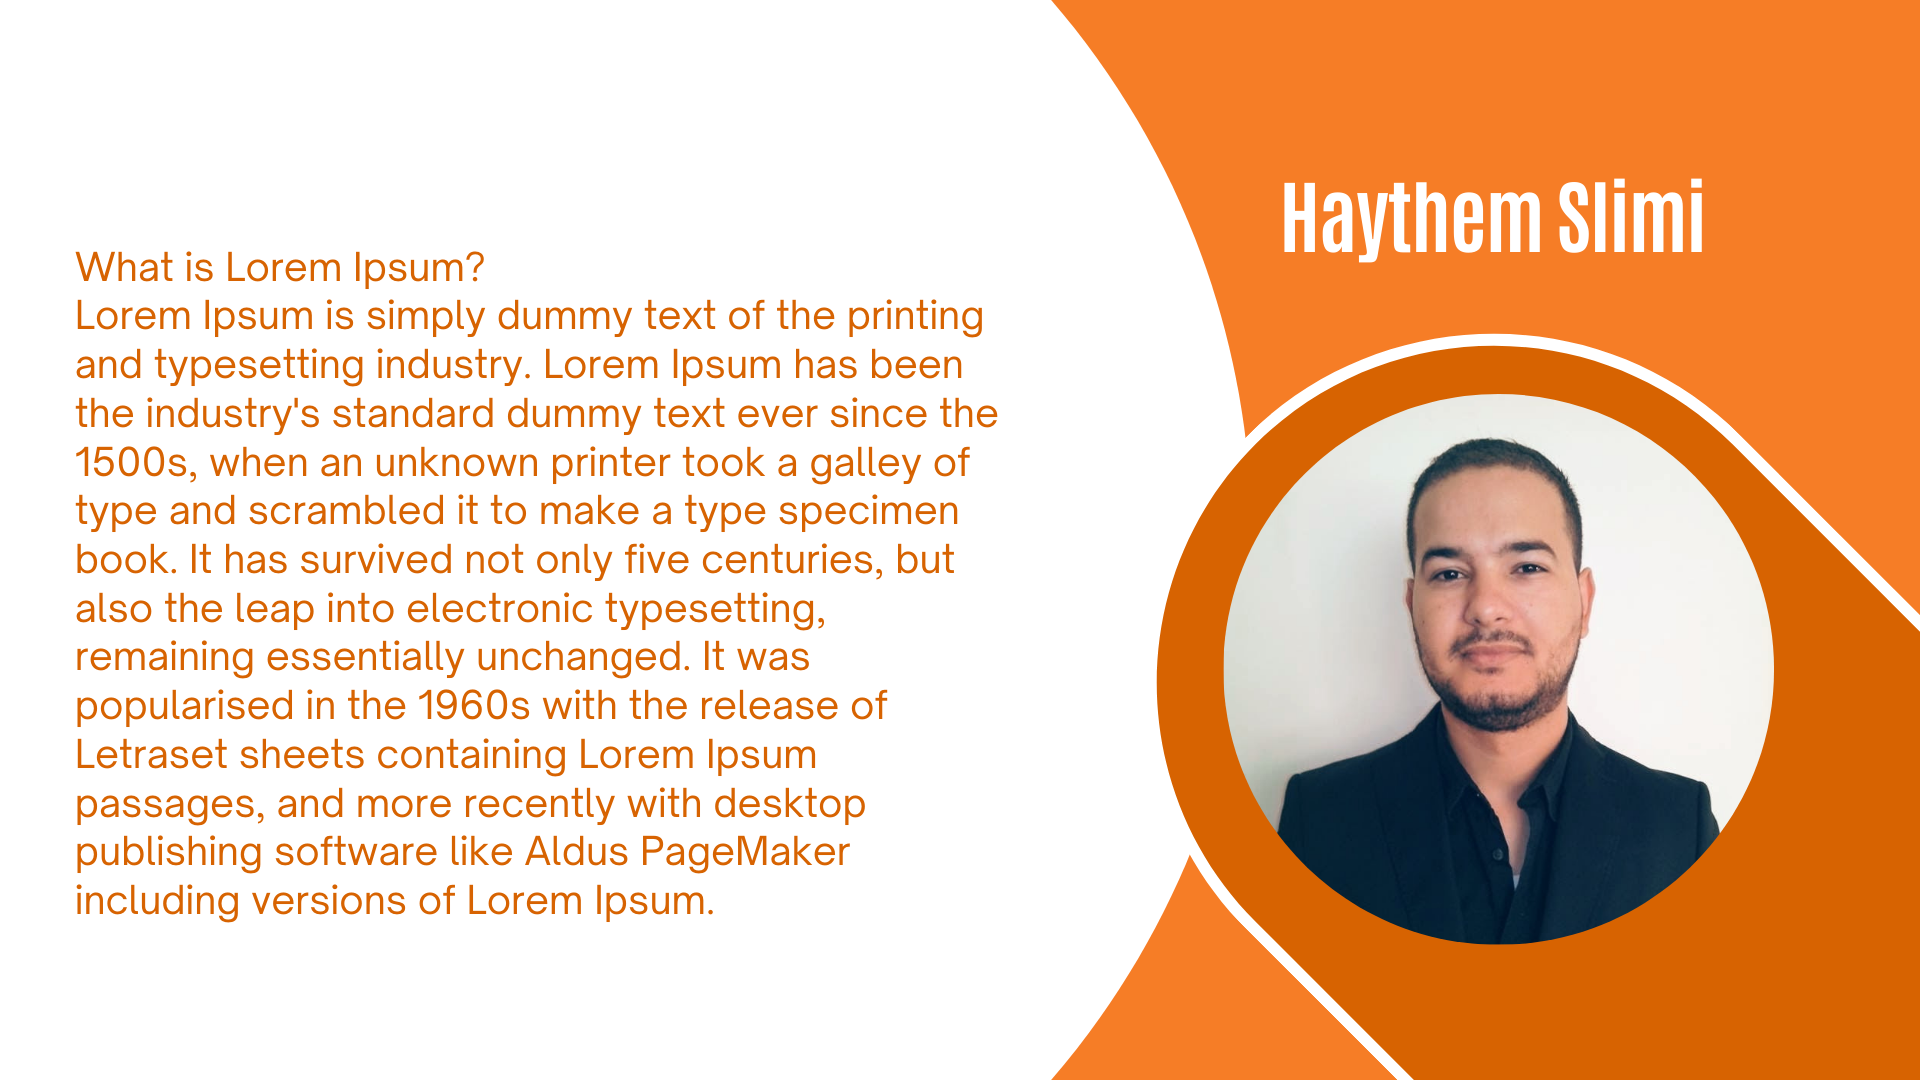 What is Lorem Ipsum?
Lorem Ipsum is simply dummy text of the printing
and typesetting industry. Lorem Ipsum has been
the industry's standard dummy text ever since the
1500s, when an unknown printer took a galley of
type and scrambled it to make a type specimen
book. It has survived not only five centuries, but
also the leap into electronic typesetting,
remaining essentially unchanged. It was
popularised in the 1960s with the release of
Letraset sheets containing Lorem Ipsum
passages, and more recently with desktop
publishing software like Aldus PageMaker
including versions of Lorem Ipsum.
Haythem Slimi